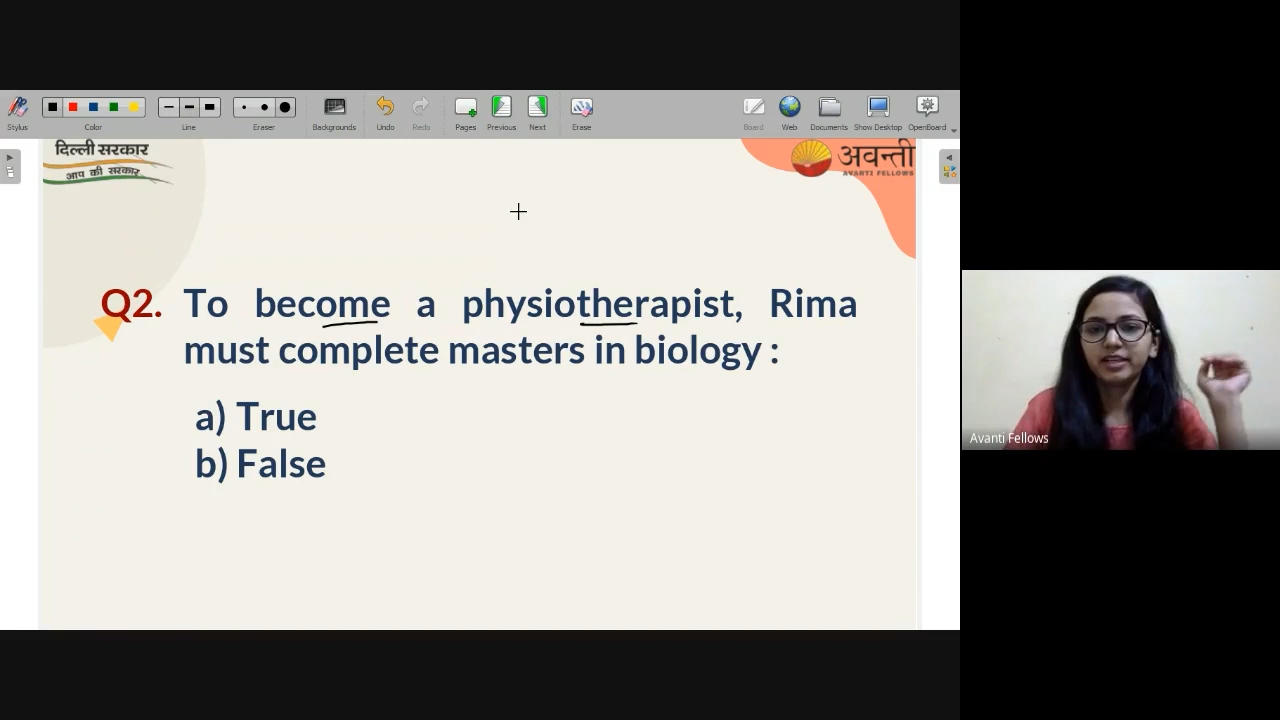 Stylus
Color
Line
Eraser
Backgrounds
Undo
Redo
Pages
Previous
Next
Erase
Board
Web
Documents
Show Desktop
OpenBoard
दिल्ली सरकार
आप की सरकार
अवन्ती
AVANTI FELLOWS
Q2. To become a physiotherapist, Rima
must complete masters in biology :
a) True
b) False
Avanti Fellows